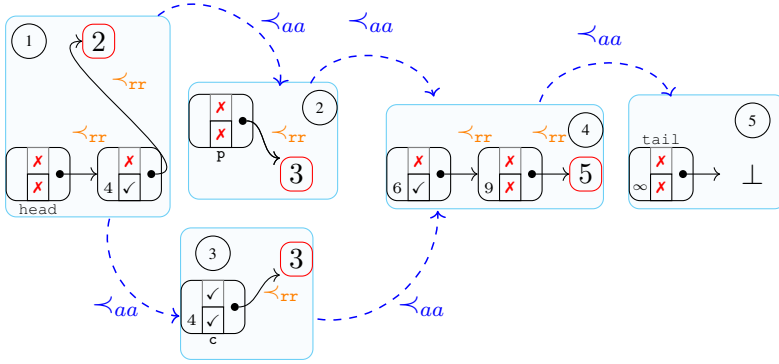 1
2
≺rr
≺rr
✗
✗
head
✗
4 ✓
≺aa
2
✗
✗
p
≺rr
3
≺aa
4
≺rr
≺rr
✗
6 ✓
✗
9 ✗
5
≺aa
5
tail
✗
∞ ✗
⊥
≺aa
3
✓
4 ✓
c
3
≺rr
≺aa